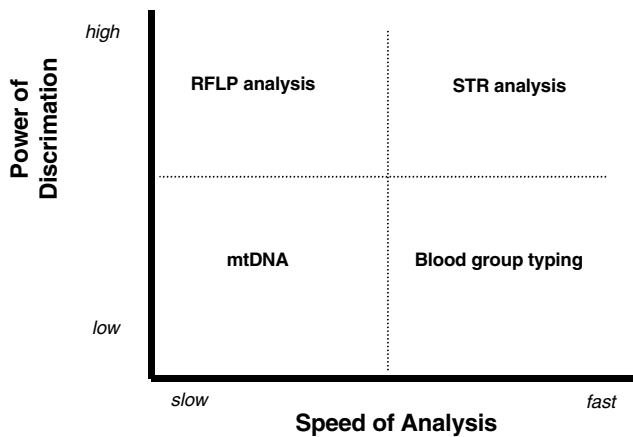 high
Power of
Discrimation
RFLP analysis
STR analysis
mtDNA
Blood group typing
low
slow
fast
Speed of Analysis